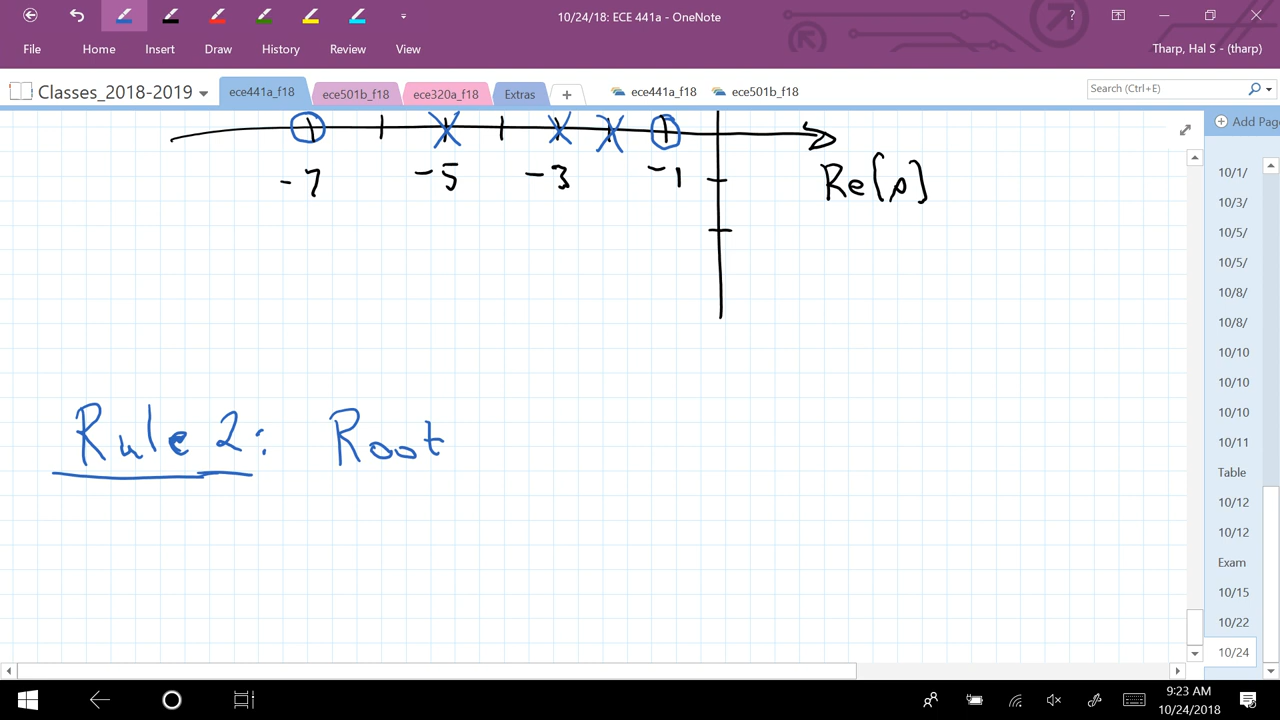 10/24/18: ECE 441a - OneNote
?
File Home Insert Draw History Review View
Tharp, Hal S - (tharp)
Classes_2018-2019
ece441a_f18 ece501b_f18 ece320a_f18 Extras + ece441a_f18 ece501b_f18
Search (Ctrl+E)
Add Page
-7 -5 -3 -1
Re[s]
Rule 2: Root
10/1/
10/3/
10/5/
10/5/
10/8/
10/8/
10/10
10/10
10/10
10/11
Table
10/12
10/12
Exam
10/15
10/22
10/24
9:23 AM
10/24/2018